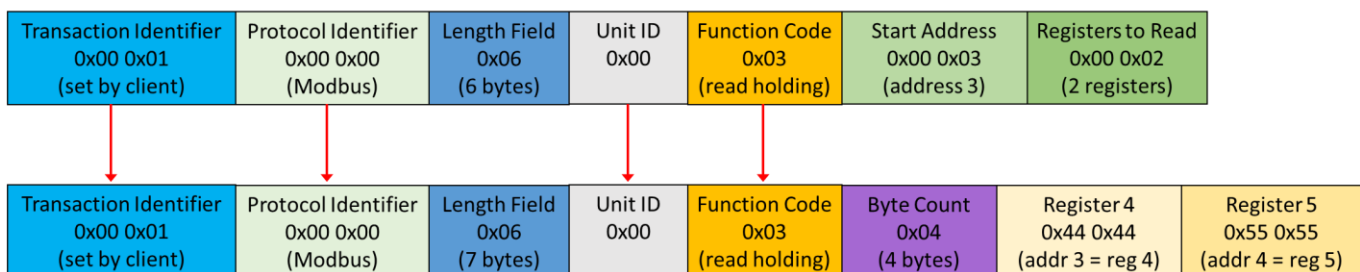 Transaction Identifier
0x00 0x01
(set by client)
Protocol Identifier
0x00 0x00
(Modbus)
Length Field
0x06
(6 bytes)
Unit ID
0x00
Function Code
0x03
(read holding)
Start Address
0x00 0x03
(address 3)
Registers to Read
0x00 0x02
(2 registers)
Transaction Identifier
0x00 0x01
(set by client)
Protocol Identifier
0x00 0x00
(Modbus)
Length Field
0x06
(7 bytes)
Unit ID
0x00
Function Code
0x03
(read holding)
Byte Count
0x04
(4 bytes)
Register 4
0x44 0x44
(addr 3 = reg 4)
Register 5
0x55 0x55
(addr 4 = reg 5)